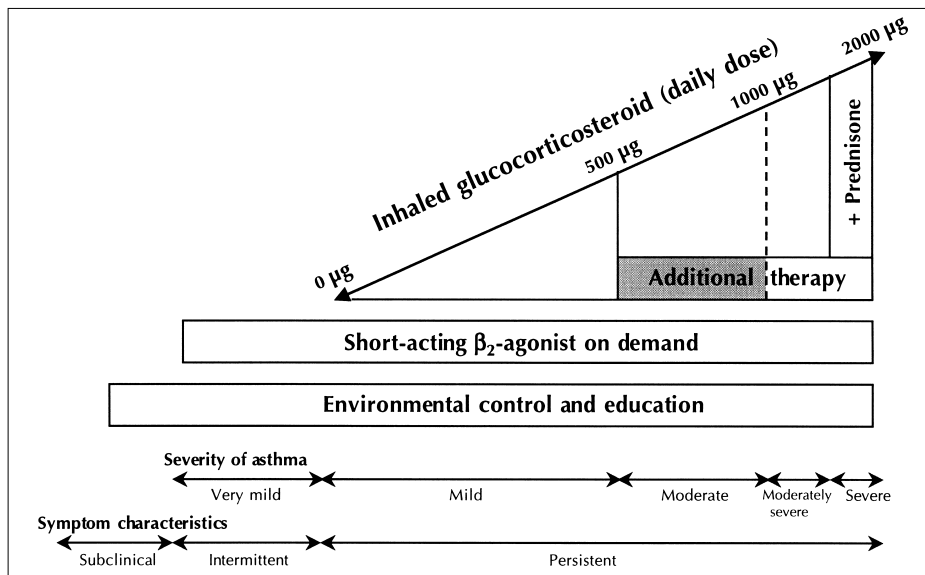 Inhaled glucocorticosteroid (daily dose)
0 µg
500 µg
1000 µg
2000 µg
+ Prednisone
Additional therapy
Short-acting β₂-agonist on demand
Environmental control and education
Severity of asthma
Very mild
Mild
Moderate
Moderately
severe
Severe
Symptom characteristics
Subclinical
Intermittent
Persistent